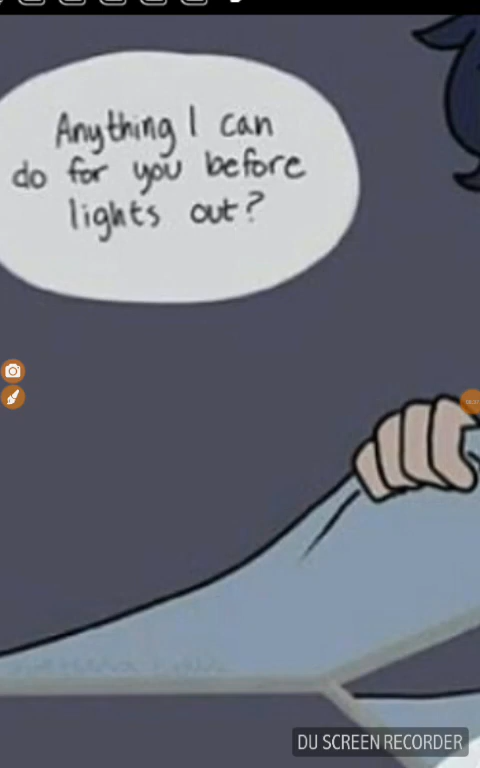 Anything I can
do for you before
lights out?
DU SCREEN RECORDER